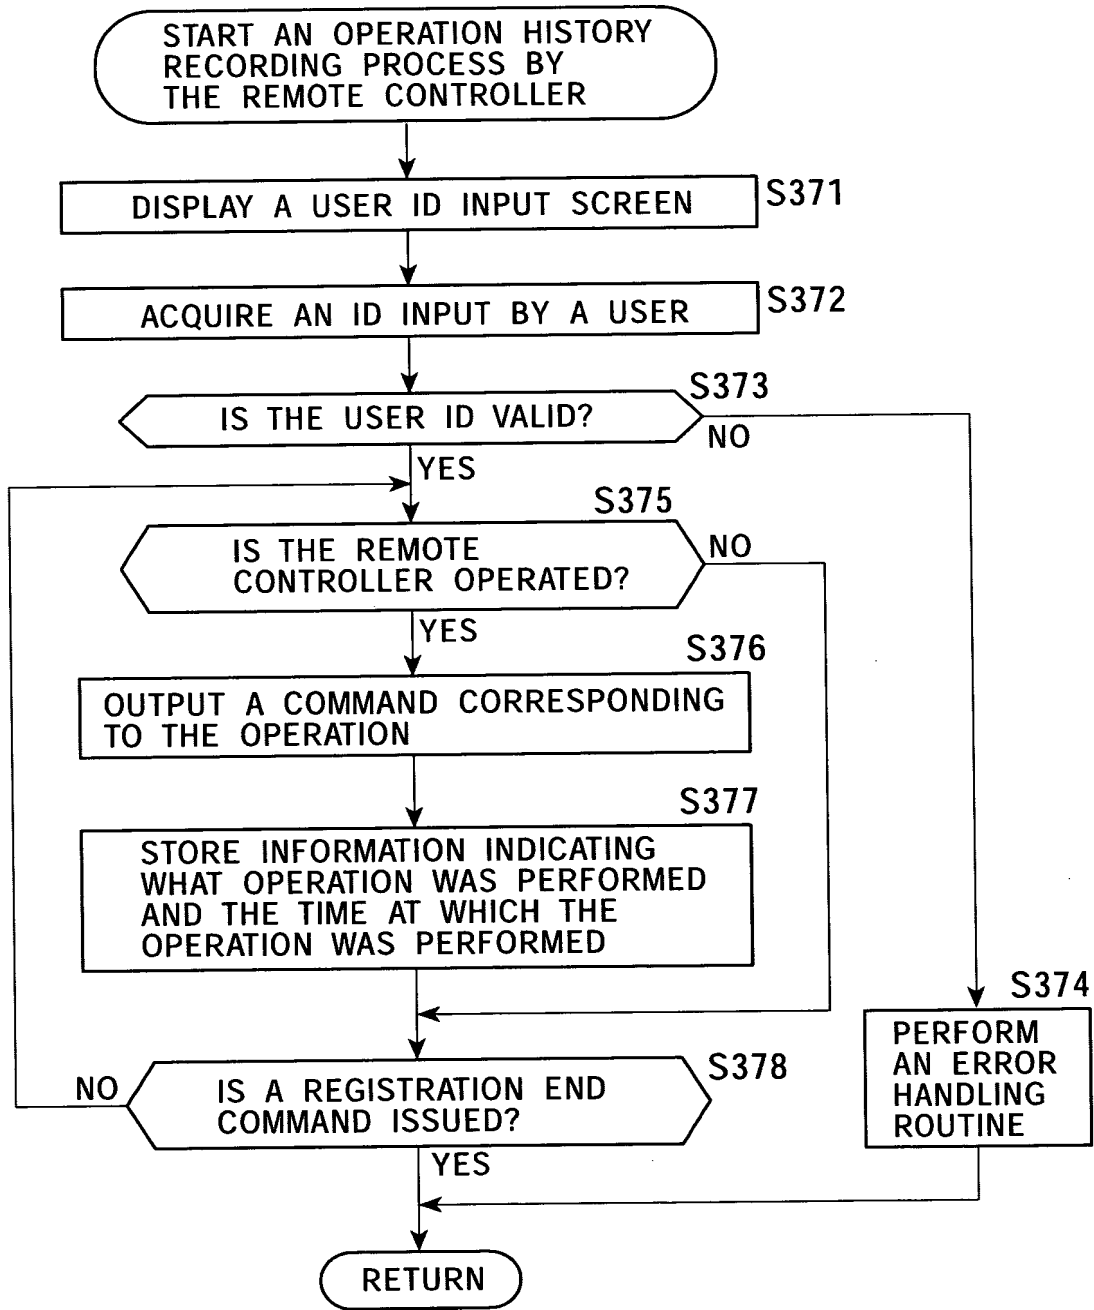 START AN OPERATION HISTORY
RECORDING PROCESS BY
THE REMOTE CONTROLLER
S371
DISPLAY A USER ID INPUT SCREEN
S372
ACQUIRE AN ID INPUT BY A USER
S373
IS THE USER ID VALID?
NO
YES
S375
IS THE REMOTE
CONTROLLER OPERATED?
NO
YES
S376
OUTPUT A COMMAND CORRESPONDING
TO THE OPERATION
S377
STORE INFORMATION INDICATING
WHAT OPERATION WAS PERFORMED
AND THE TIME AT WHICH THE
OPERATION WAS PERFORMED
S374
PERFORM
AN ERROR
HANDLING
ROUTINE
S378
IS A REGISTRATION END
COMMAND ISSUED?
NO
YES
RETURN